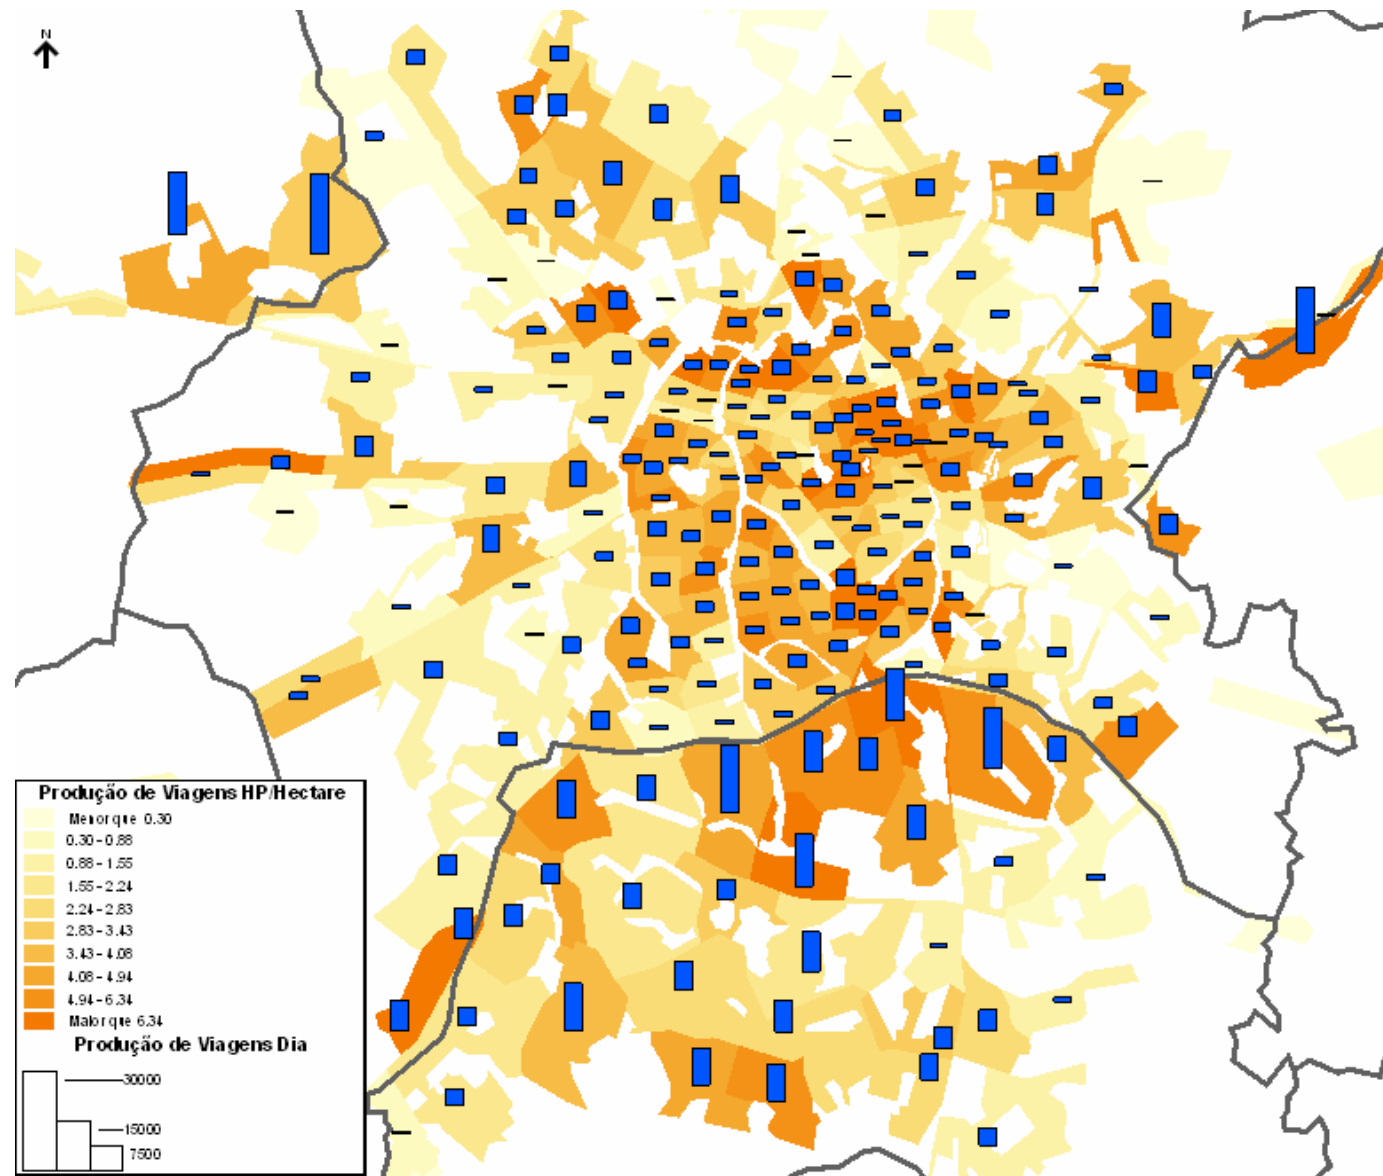 N
Produção de Viagens HP/Hectare
Menor que 0.30
0.30 - 0.88
0.88 - 1.55
1.55 - 2.24
2.24 - 2.83
2.83 - 3.43
3.43 - 4.08
4.08 - 4.94
4.94 - 6.34
Maior que 6.34
Produção de Viagens Dia
30000
15000
7500